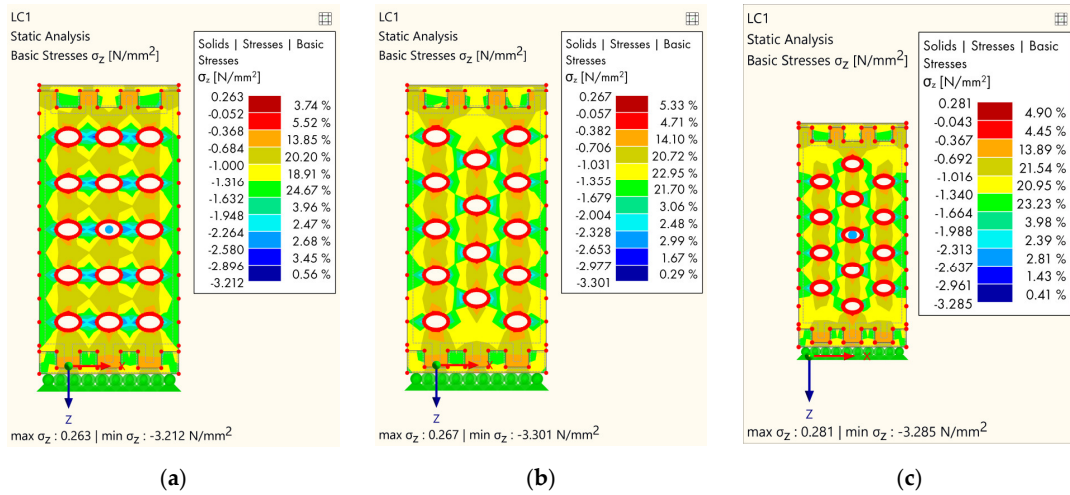 LC1
Static Analysis
Basic Stresses σz [N/mm²]
Solids | Stresses | Basic
Stresses
σz [N/mm²]
0.263
-0.052
-0.368
-0.684
-1.000
-1.316
-1.632
-1.948
-2.264
-2.580
-2.896
-3.212
3.74 %
5.52 %
13.85 %
20.20 %
18.91 %
24.67 %
3.96 %
2.47 %
2.68 %
3.45 %
0.56 %
X
Z
max σz : 0.263 | min σz : -3.212 N/mm²
(a)
LC1
Static Analysis
Basic Stresses σz [N/mm²]
Solids | Stresses | Basic
Stresses
σz [N/mm²]
0.267
-0.057
-0.382
-0.706
-1.031
-1.355
-1.679
-2.004
-2.328
-2.653
-2.977
-3.301
5.33 %
4.71 %
14.10 %
20.72 %
22.95 %
21.70 %
3.06 %
2.48 %
2.99 %
1.67 %
0.29 %
X
Z
max σz : 0.267 | min σz : -3.301 N/mm²
(b)
LC1
Static Analysis
Basic Stresses σz [N/mm²]
Solids | Stresses | Basic
Stresses
σz [N/mm²]
0.281
-0.043
-0.367
-0.692
-1.016
-1.340
-1.664
-1.988
-2.313
-2.637
-2.961
-3.285
4.90 %
4.45 %
13.89 %
21.54 %
20.95 %
23.23 %
3.98 %
2.39 %
2.81 %
1.43 %
0.41 %
X
Z
max σz : 0.281 | min σz : -3.285 N/mm²
(c)